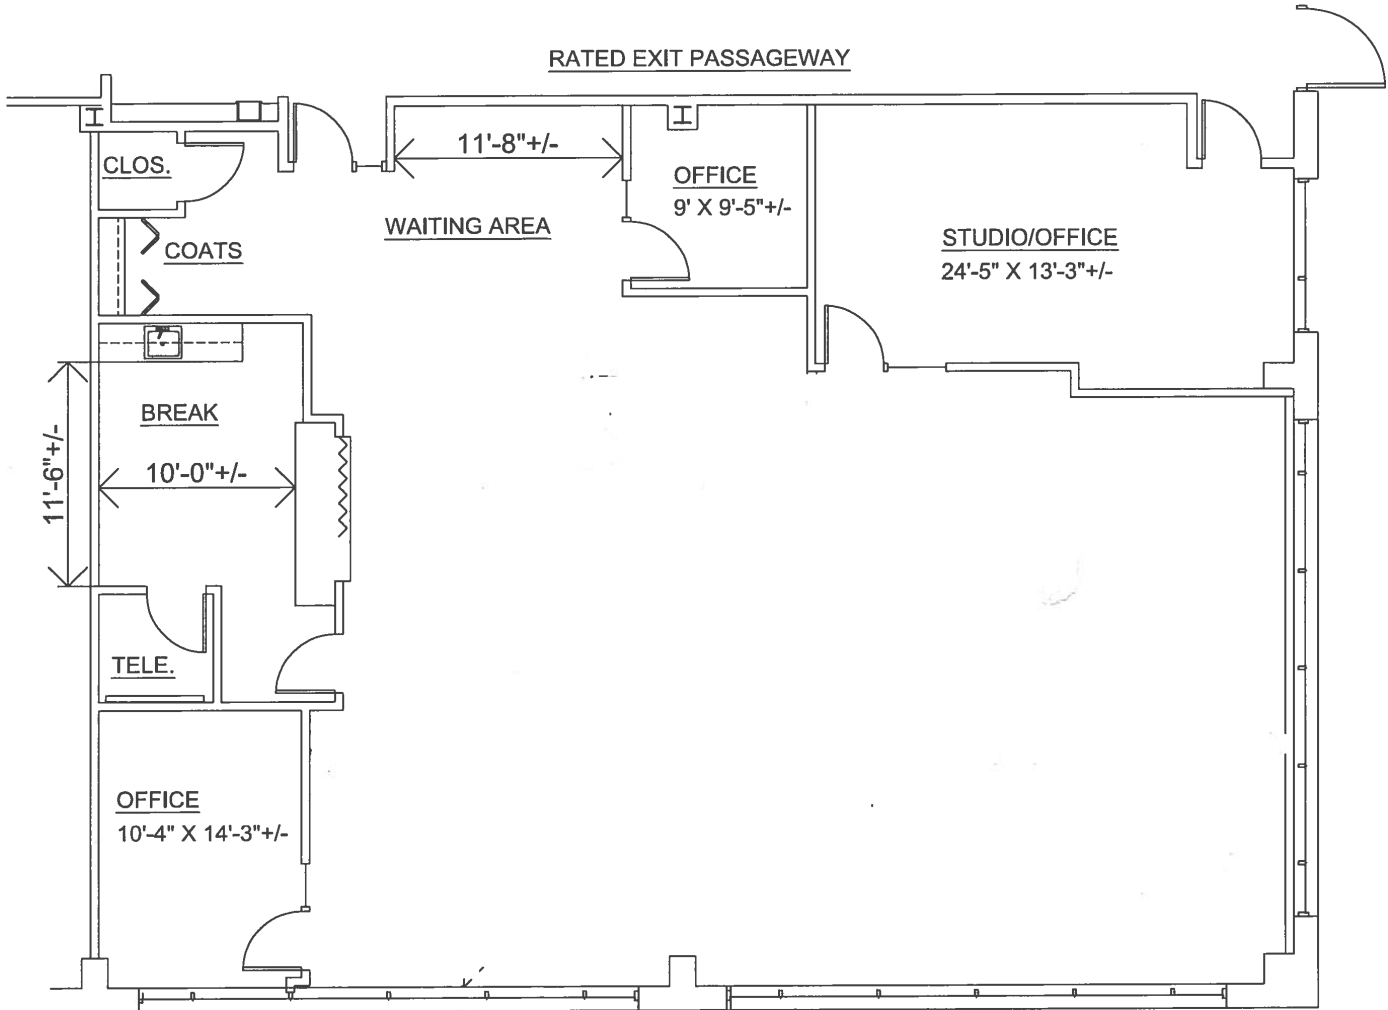 RATED EXIT PASSAGEWAY
11'-8"+/-
CLOS.
OFFICE
9' X 9'-5"+/-
WAITING AREA
COATS
STUDIO/OFFICE
24'-5" X 13'-3"+/-
BREAK
11'-6"+/-
10'-0"+/-
TELE.
OFFICE
10'-4" X 14'-3"+/-